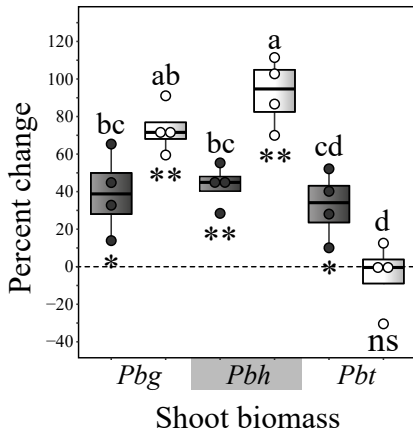 a
ab
bc
bc
cd
d
**
**
**
*
*
ns
Percent change
120
100
80
60
40
20
0
−20
−40
Pbg Pbh Pbt
Shoot biomass